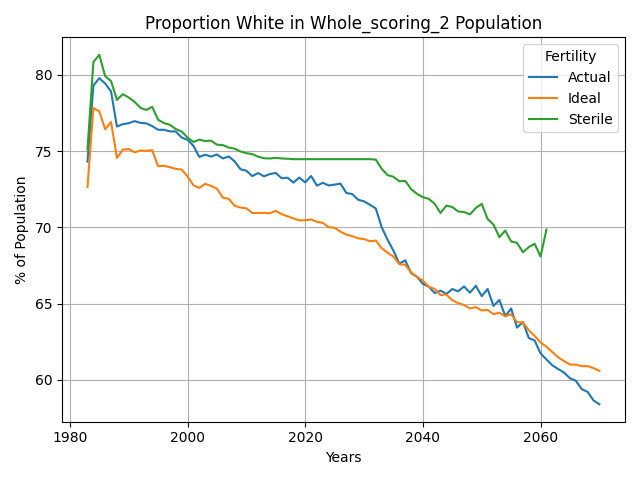 Proportion White in Whole_scoring_2 Population
Fertility
Actual
Ideal
Sterile
% of Population
80
75
70
65
60
1980
2000
2020
2040
2060
Years